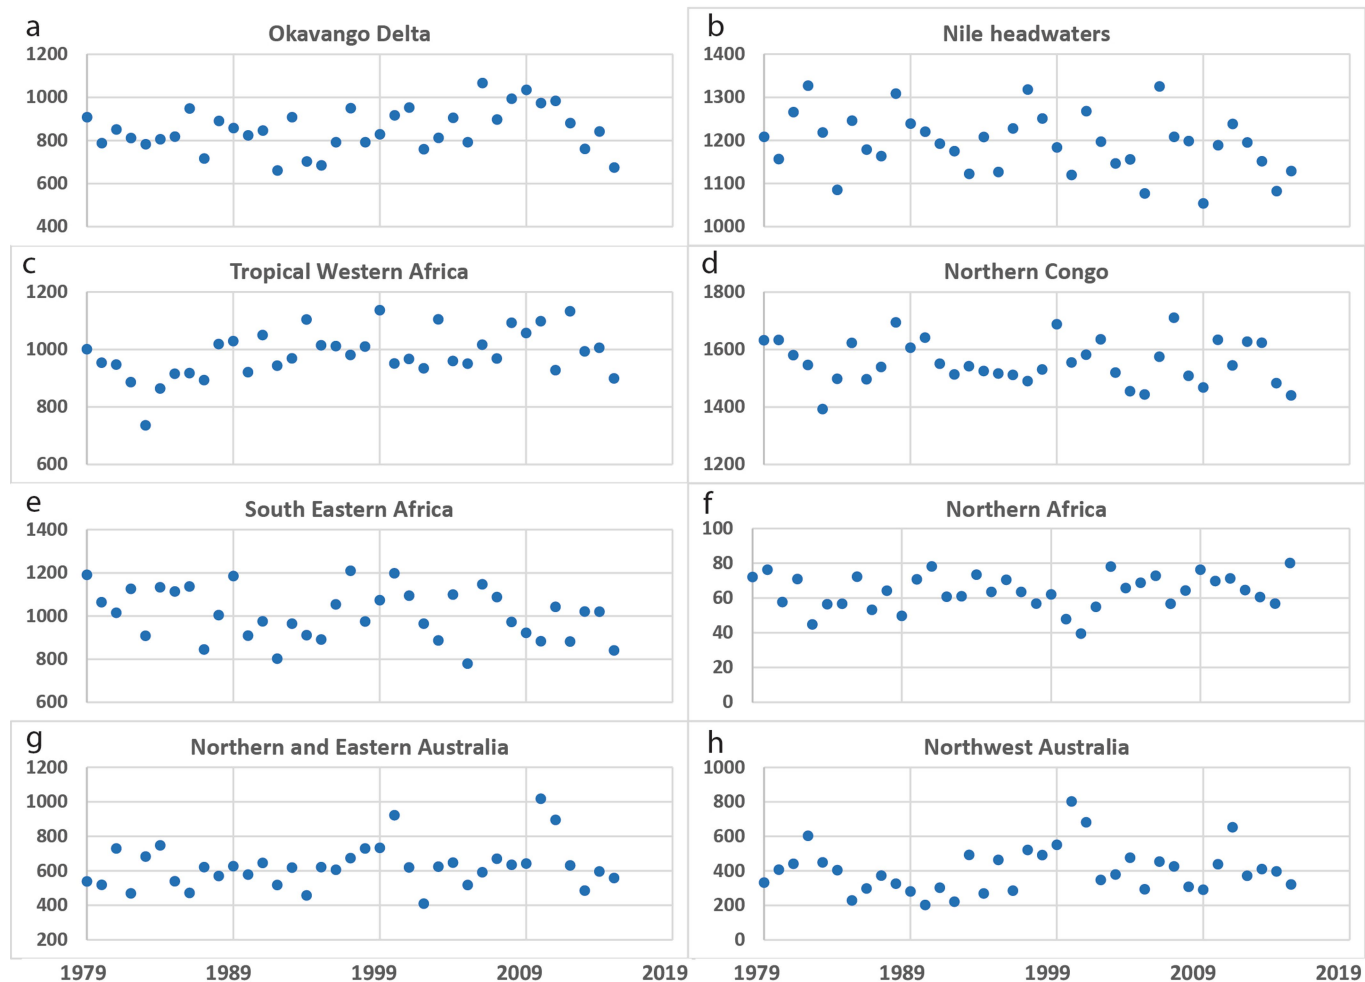 a
Okavango Delta
1200
1000
800
600
400
b
Nile headwaters
1400
1300
1200
1100
1000
c
Tropical Western Africa
1200
1000
800
600
d
Northern Congo
1800
1600
1400
1200
e
South Eastern Africa
1400
1200
1000
800
600
f
Northern Africa
100
80
60
40
20
0
g
Northern and Eastern Australia
1200
1000
800
600
400
200
1979 1989 1999 2009 2019
h
Northwest Australia
1000
800
600
400
200
0
1979 1989 1999 2009 2019